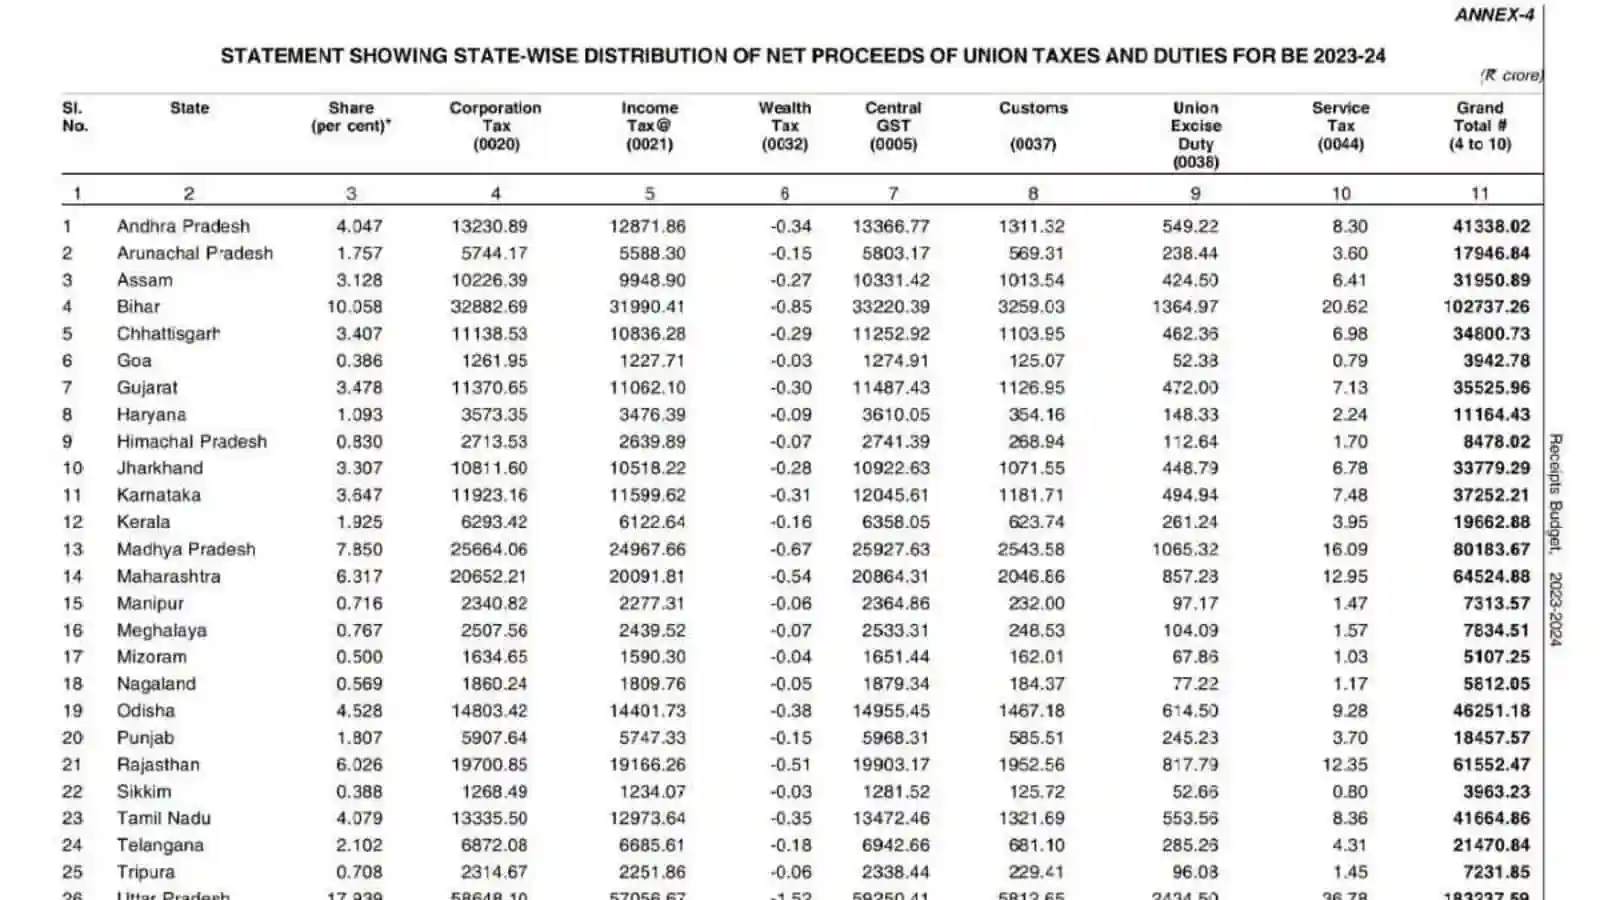 ANNEX-4
STATEMENT SHOWING STATE-WISE DISTRIBUTION OF NET PROCEEDS OF UNION TAXES AND DUTIES FOR BE 2023-24
(₹ crore)
Sl. No. State Share (per cent)* Corporation Tax (0020) Income Tax@ (0021) Wealth Tax (0032) Central GST (0005) Customs (0037) Union Excise Duty (0038) Service Tax (0044) Grand Total # (4 to 10)
1 2 3 4 5 6 7 8 9 10 11
1 Andhra Pradesh 4.047 13230.89 12871.86 -0.34 13366.77 1311.32 549.22 8.30 41338.02
2 Arunachal Pradesh 1.757 5744.17 5588.30 -0.15 5803.17 569.31 238.44 3.60 17946.84
3 Assam 3.128 10226.39 9948.90 -0.27 10331.42 1013.54 424.50 6.41 31950.89
4 Bihar 10.058 32882.69 31990.41 -0.85 33220.39 3259.03 1364.97 20.62 102737.26
5 Chhattisgarh 3.407 11138.53 10836.28 -0.29 11252.92 1103.95 462.36 6.98 34800.73
6 Goa 0.386 1261.95 1227.71 -0.03 1274.91 125.07 52.38 0.79 3942.78
7 Gujarat 3.478 11370.65 11062.10 -0.30 11487.43 1126.95 472.00 7.13 35525.96
8 Haryana 1.093 3573.35 3476.39 -0.09 3610.05 354.16 148.33 2.24 11164.43
9 Himachal Pradesh 0.830 2713.53 2639.89 -0.07 2741.39 268.94 112.64 1.70 8478.02
10 Jharkhand 3.307 10811.60 10518.22 -0.28 10922.63 1071.55 448.79 6.78 33779.29
11 Karnataka 3.647 11923.16 11599.62 -0.31 12045.61 1181.71 494.94 7.48 37252.21
12 Kerala 1.925 6293.42 6122.64 -0.16 6358.05 623.74 261.24 3.95 19662.88
13 Madhya Pradesh 7.850 25664.06 24967.66 -0.67 25927.63 2543.58 1065.32 16.09 80183.67
14 Maharashtra 6.317 20652.21 20091.81 -0.54 20864.31 2046.86 857.28 12.95 64524.88
15 Manipur 0.716 2340.82 2277.31 -0.06 2364.86 232.00 97.17 1.47 7313.57
16 Meghalaya 0.767 2507.56 2439.52 -0.07 2533.31 248.53 104.09 1.57 7834.51
17 Mizoram 0.500 1634.65 1590.30 -0.04 1651.44 162.01 67.86 1.03 5107.25
18 Nagaland 0.569 1860.24 1809.76 -0.05 1879.34 184.37 77.22 1.17 5812.05
19 Odisha 4.528 14803.42 14401.73 -0.38 14955.45 1467.18 614.50 9.28 46251.18
20 Punjab 1.807 5907.64 5747.33 -0.15 5968.31 585.51 245.23 3.70 18457.57
21 Rajasthan 6.026 19700.85 19166.26 -0.51 19903.17 1952.56 817.79 12.35 61552.47
22 Sikkim 0.388 1268.49 1234.07 -0.03 1281.52 125.72 52.66 0.80 3963.23
23 Tamil Nadu 4.079 13335.50 12973.64 -0.35 13472.46 1321.69 553.56 8.36 41664.86
24 Telangana 2.102 6872.08 6685.61 -0.18 6942.66 681.10 285.26 4.31 21470.84
25 Tripura 0.708 2314.67 2251.86 -0.06 2338.44 229.41 96.08 1.45 7231.85
26 Uttar Pradesh 17.939
Receipts Budget, 2023-2024